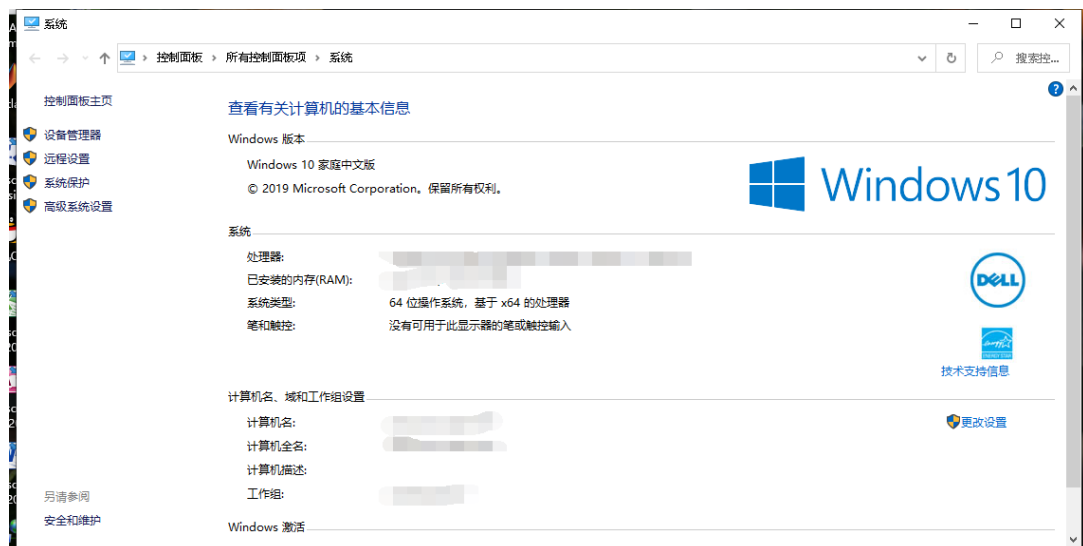 系统
控制面板 › 所有控制面板项 › 系统
搜索控...
控制面板主页
设备管理器
远程设置
系统保护
高级系统设置
另请参阅
安全和维护
查看有关计算机的基本信息
Windows 版本
Windows 10 家庭中文版
© 2019 Microsoft Corporation。保留所有权利。
Windows 10
系统
处理器:
已安装的内存(RAM):
系统类型: 64 位操作系统, 基于 x64 的处理器
笔和触控: 没有可用于此显示器的笔或触控输入
DELL
技术支持信息
计算机名、域和工作组设置
计算机名:
更改设置
计算机全名:
计算机描述:
工作组:
Windows 激活